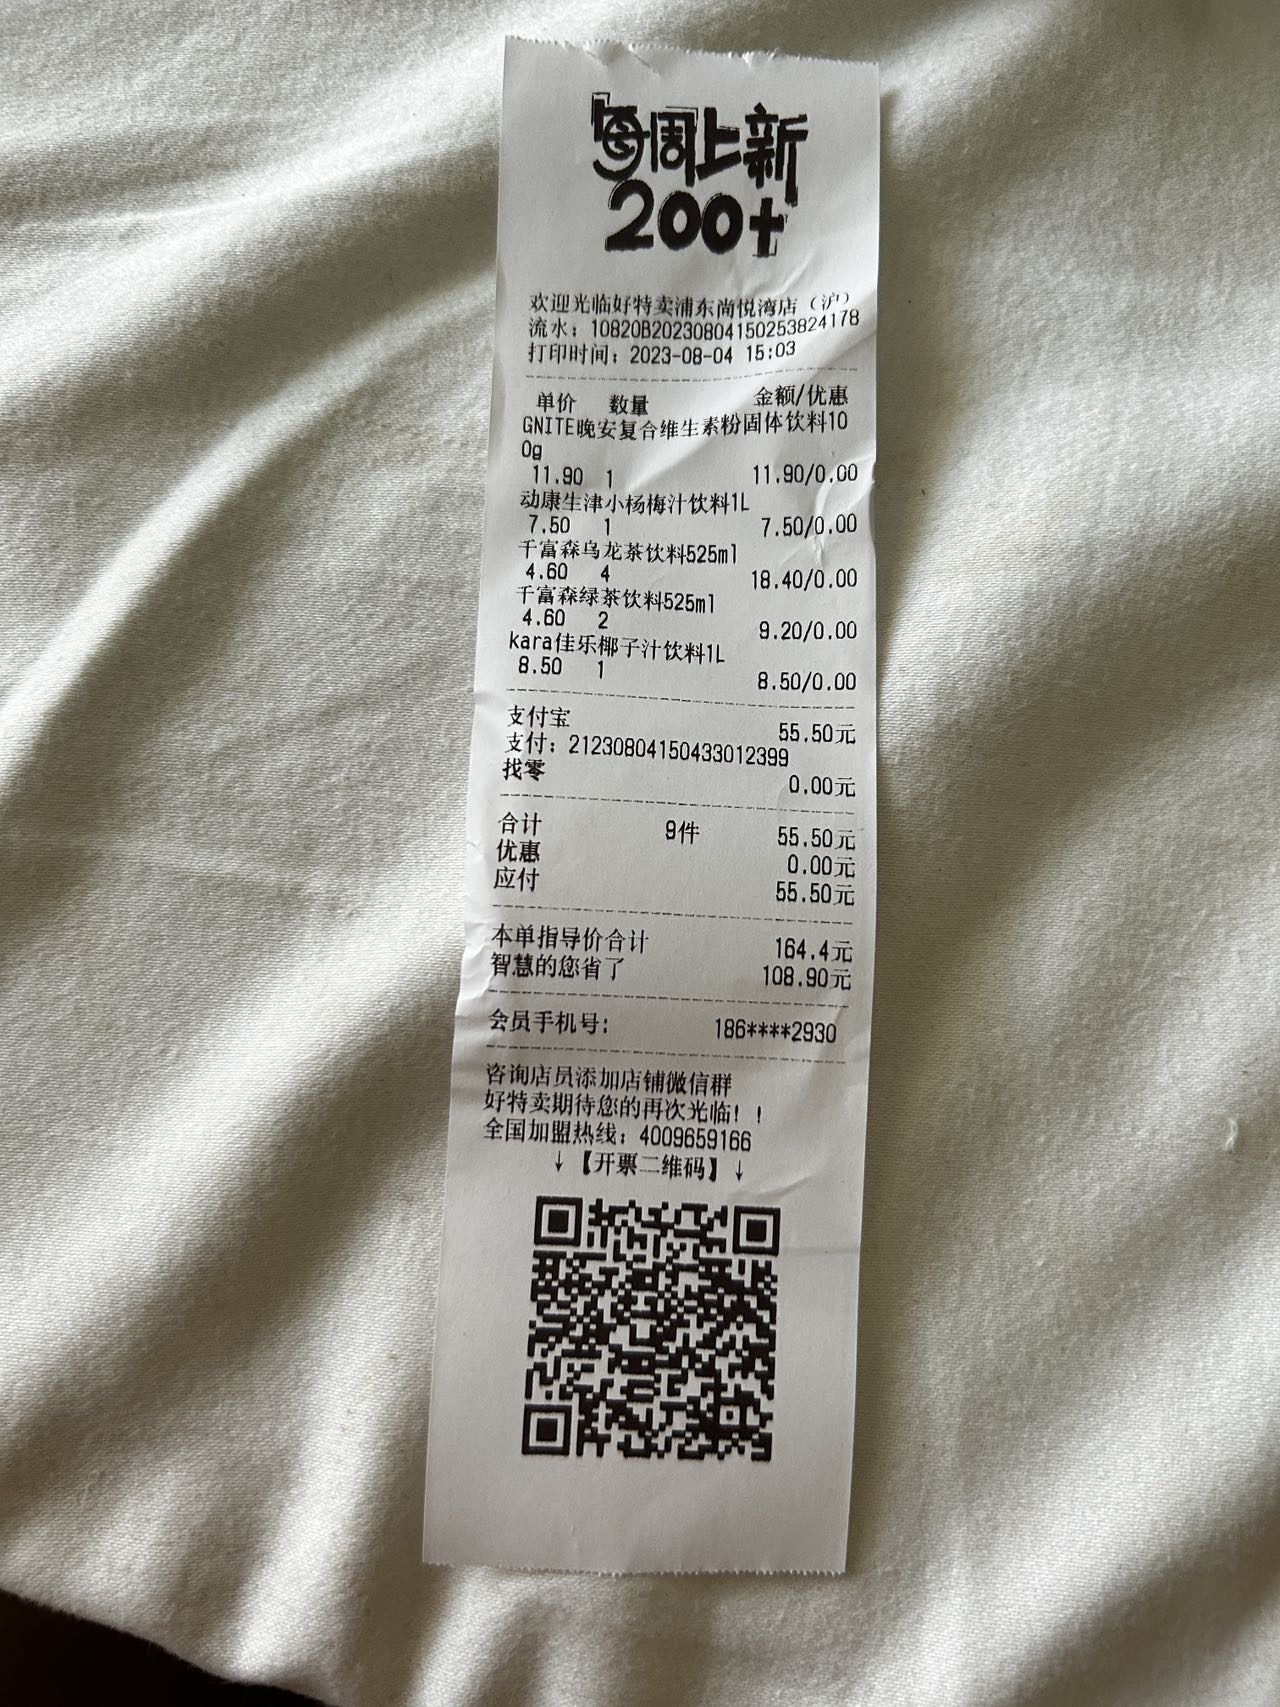 每周上新
200+
欢迎光临好特卖浦东尚悦湾店（沪）
流水：10820B20230804150253824178
打印时间：2023-08-04 15:03
单价 数量 金额/优惠
GNITE晚安复合维生素粉固体饮料10
0g
11.90 1 11.90/0.00
动康生津小杨梅汁饮料1L
7.50 1 7.50/0.00
千富森乌龙茶饮料525ml
4.60 4 18.40/0.00
千富森绿茶饮料525ml
4.60 2 9.20/0.00
kara佳乐椰子汁饮料1L
8.50 1 8.50/0.00
支付宝 55.50元
支付：21230804150433012399
找零 0.00元
合计 9件 55.50元
优惠 0.00元
应付 55.50元
本单指导价合计 164.4元
智慧的您省了 108.90元
会员手机号: 186****2930
咨询店员添加店铺微信群
好特卖期待您的再次光临！！
全国加盟热线：4009659166
↓【开票二维码】↓